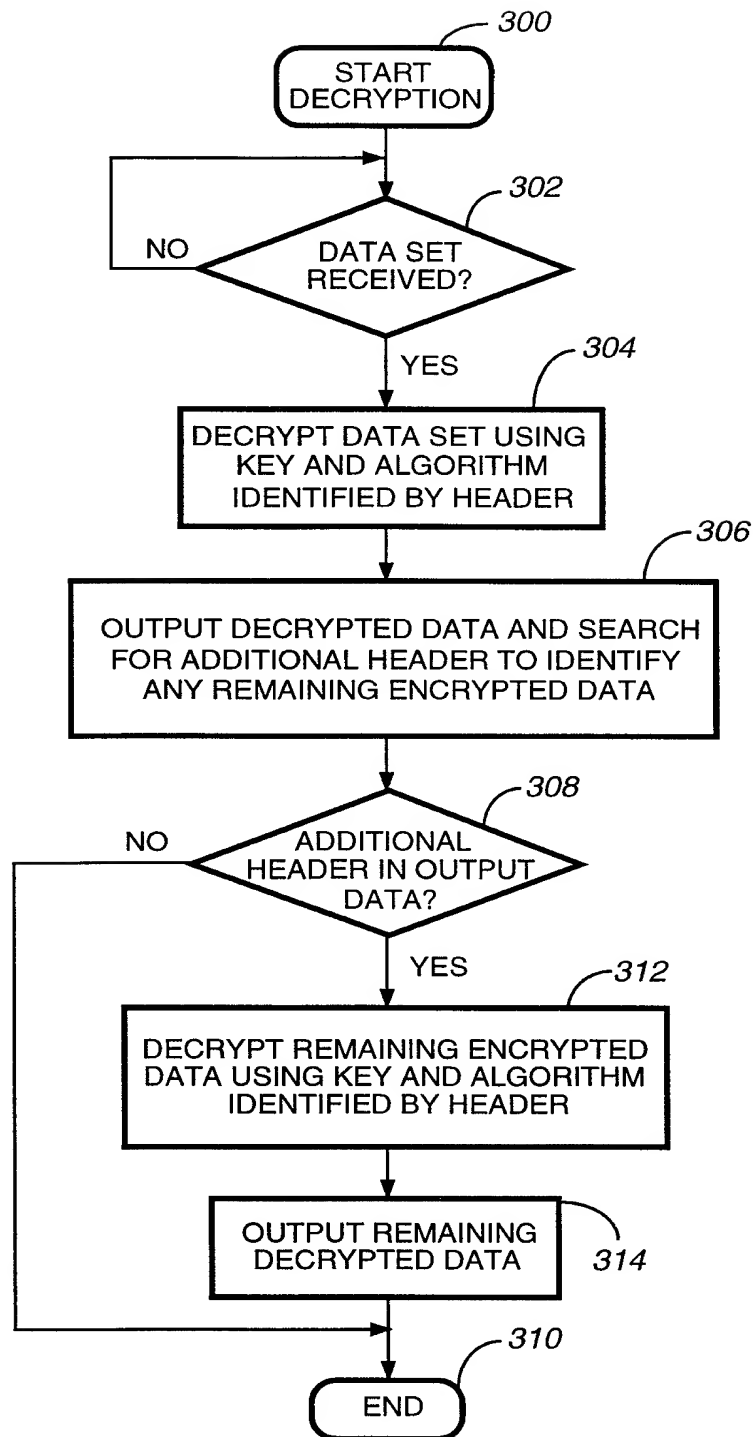 300
START
DECRYPTION
302
NO
DATA SET
RECEIVED?
YES
304
DECRYPT DATA SET USING
KEY AND ALGORITHM
IDENTIFIED BY HEADER
306
OUTPUT DECRYPTED DATA AND SEARCH
FOR ADDITIONAL HEADER TO IDENTIFY
ANY REMAINING ENCRYPTED DATA
308
NO
ADDITIONAL
HEADER IN OUTPUT
DATA?
YES
312
DECRYPT REMAINING ENCRYPTED
DATA USING KEY AND ALGORITHM
IDENTIFIED BY HEADER
OUTPUT REMAINING
DECRYPTED DATA
314
310
END